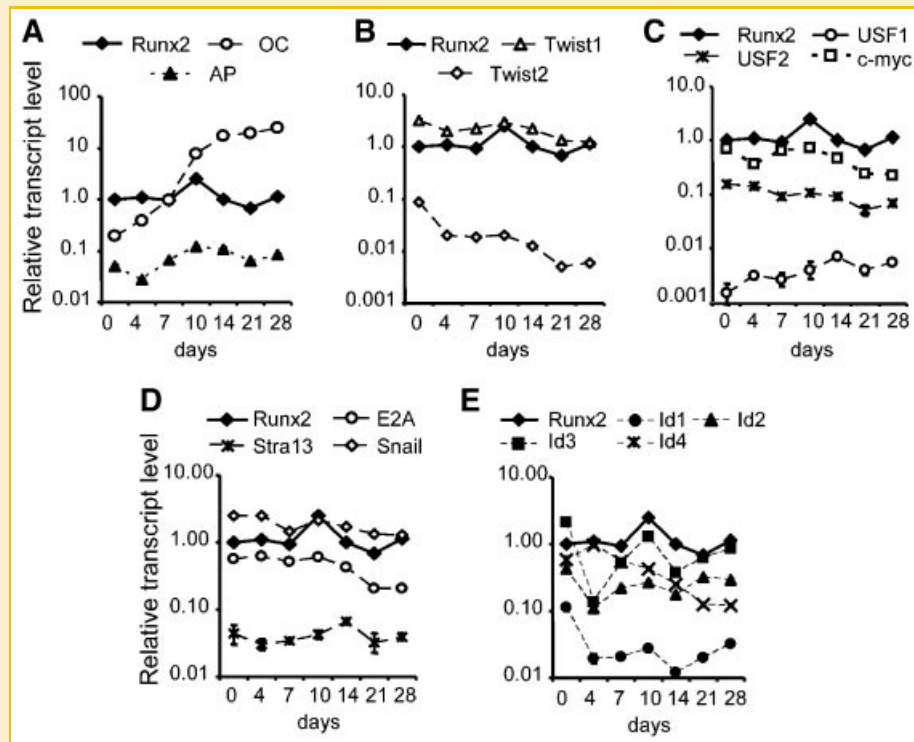 A
Runx2 OC
AP
Relative transcript level
100
10
1.0
0.1
0.01
0 4 7 10 14 21 28
days
B
Runx2 Twist1
Twist2
10.0
1.0
0.1
0.01
0.001
0 4 7 10 14 21 28
days
C
Runx2 USF1
USF2 c-myc
10.0
1.0
0.1
0.01
0.001
0 4 7 10 14 21 28
days
D
Runx2 E2A
Stra13 Snail
Relative transcript level
10.00
1.00
0.10
0.01
0 4 7 10 14 21 28
days
E
Runx2 Id1 Id2
Id3 Id4
10.00
1.00
0.10
0.01
0 4 7 10 14 21 28
days